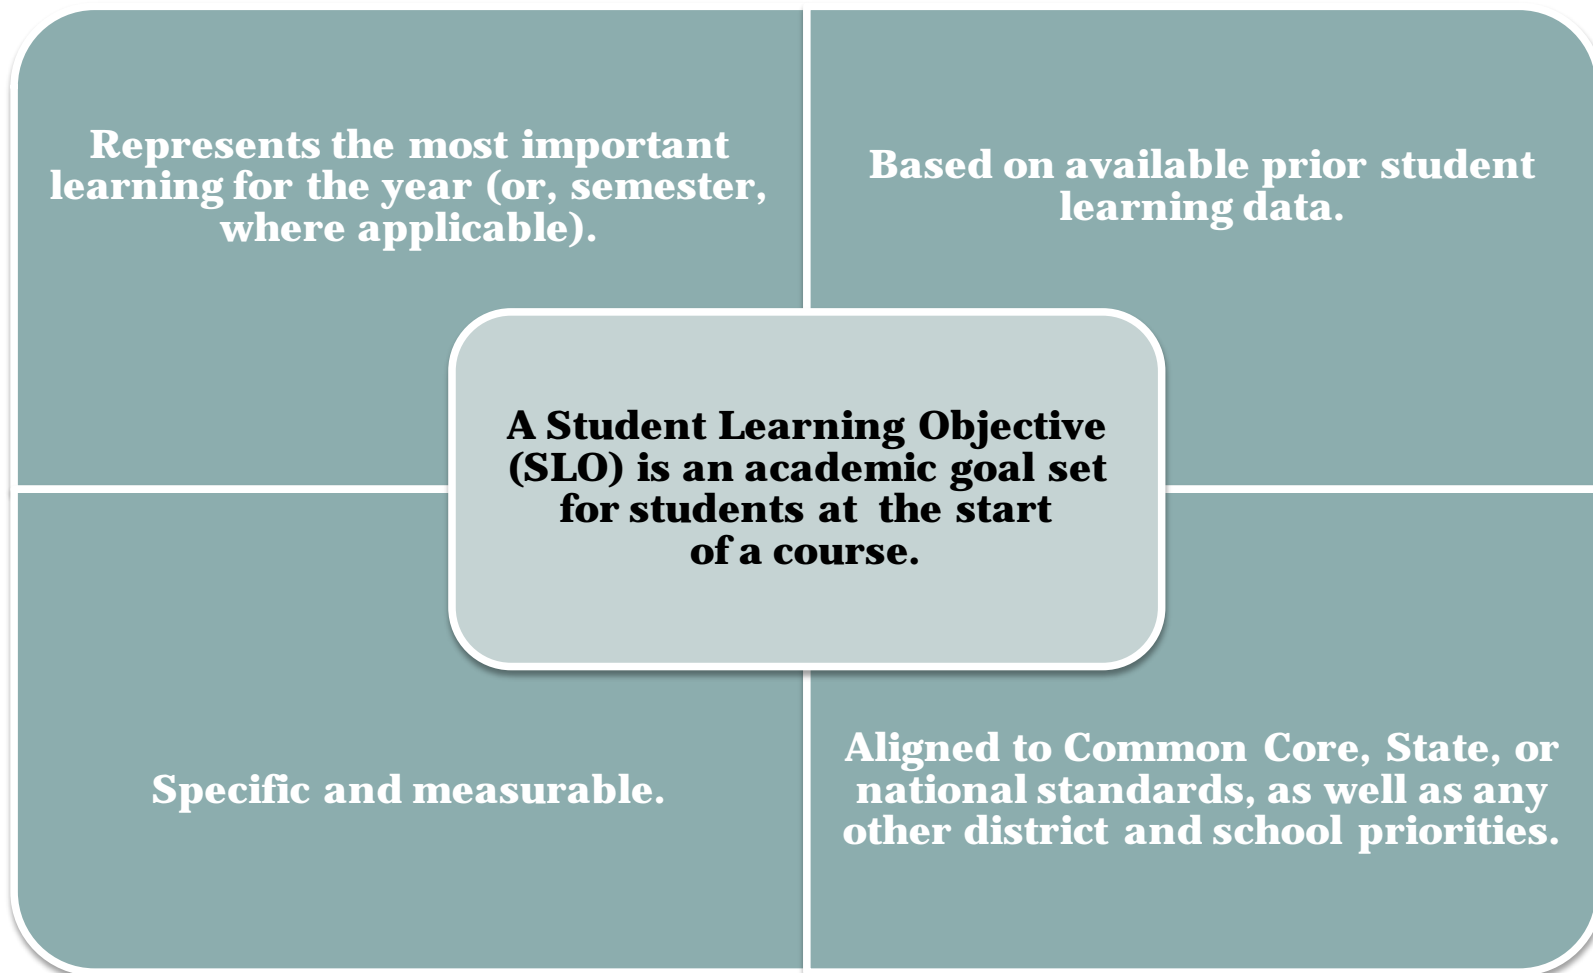 Represents the most important
learning for the year (or, semester,
where applicable).
Based on available prior student
learning data.
A Student Learning Objective
(SLO) is an academic goal set
for students at the start
of a course.
Specific and measurable.
Aligned to Common Core, State, or
national standards, as well as any
other district and school priorities.